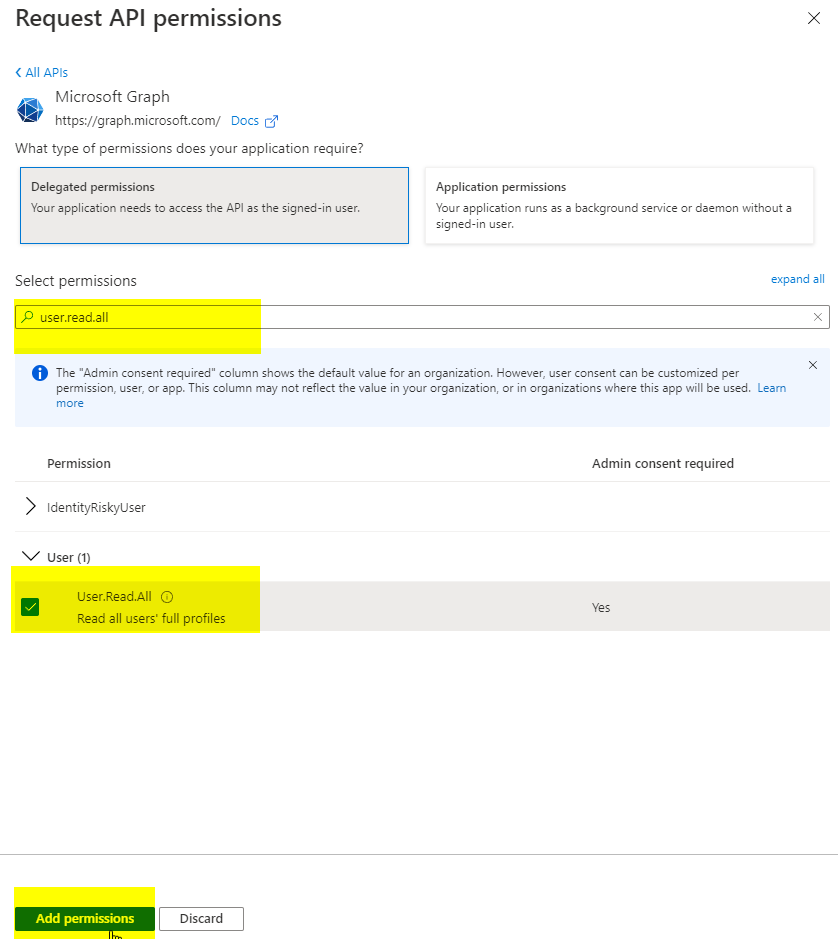 Request API permissions
All APIs
Microsoft Graph
https://graph.microsoft.com/ Docs
What type of permissions does your application require?
Delegated permissions
Your application needs to access the API as the signed-in user.
Application permissions
Your application runs as a background service or daemon without a
signed-in user.
Select permissions
expand all
user.read.all
The "Admin consent required" column shows the default value for an organization. However, user consent can be customized per
permission, user, or app. This column may not reflect the value in your organization, or in organizations where this app will be used. Learn
more
Permission
Admin consent required
IdentityRiskyUser
User (1)
User.Read.All
Read all users' full profiles
Yes
Add permissions
Discard